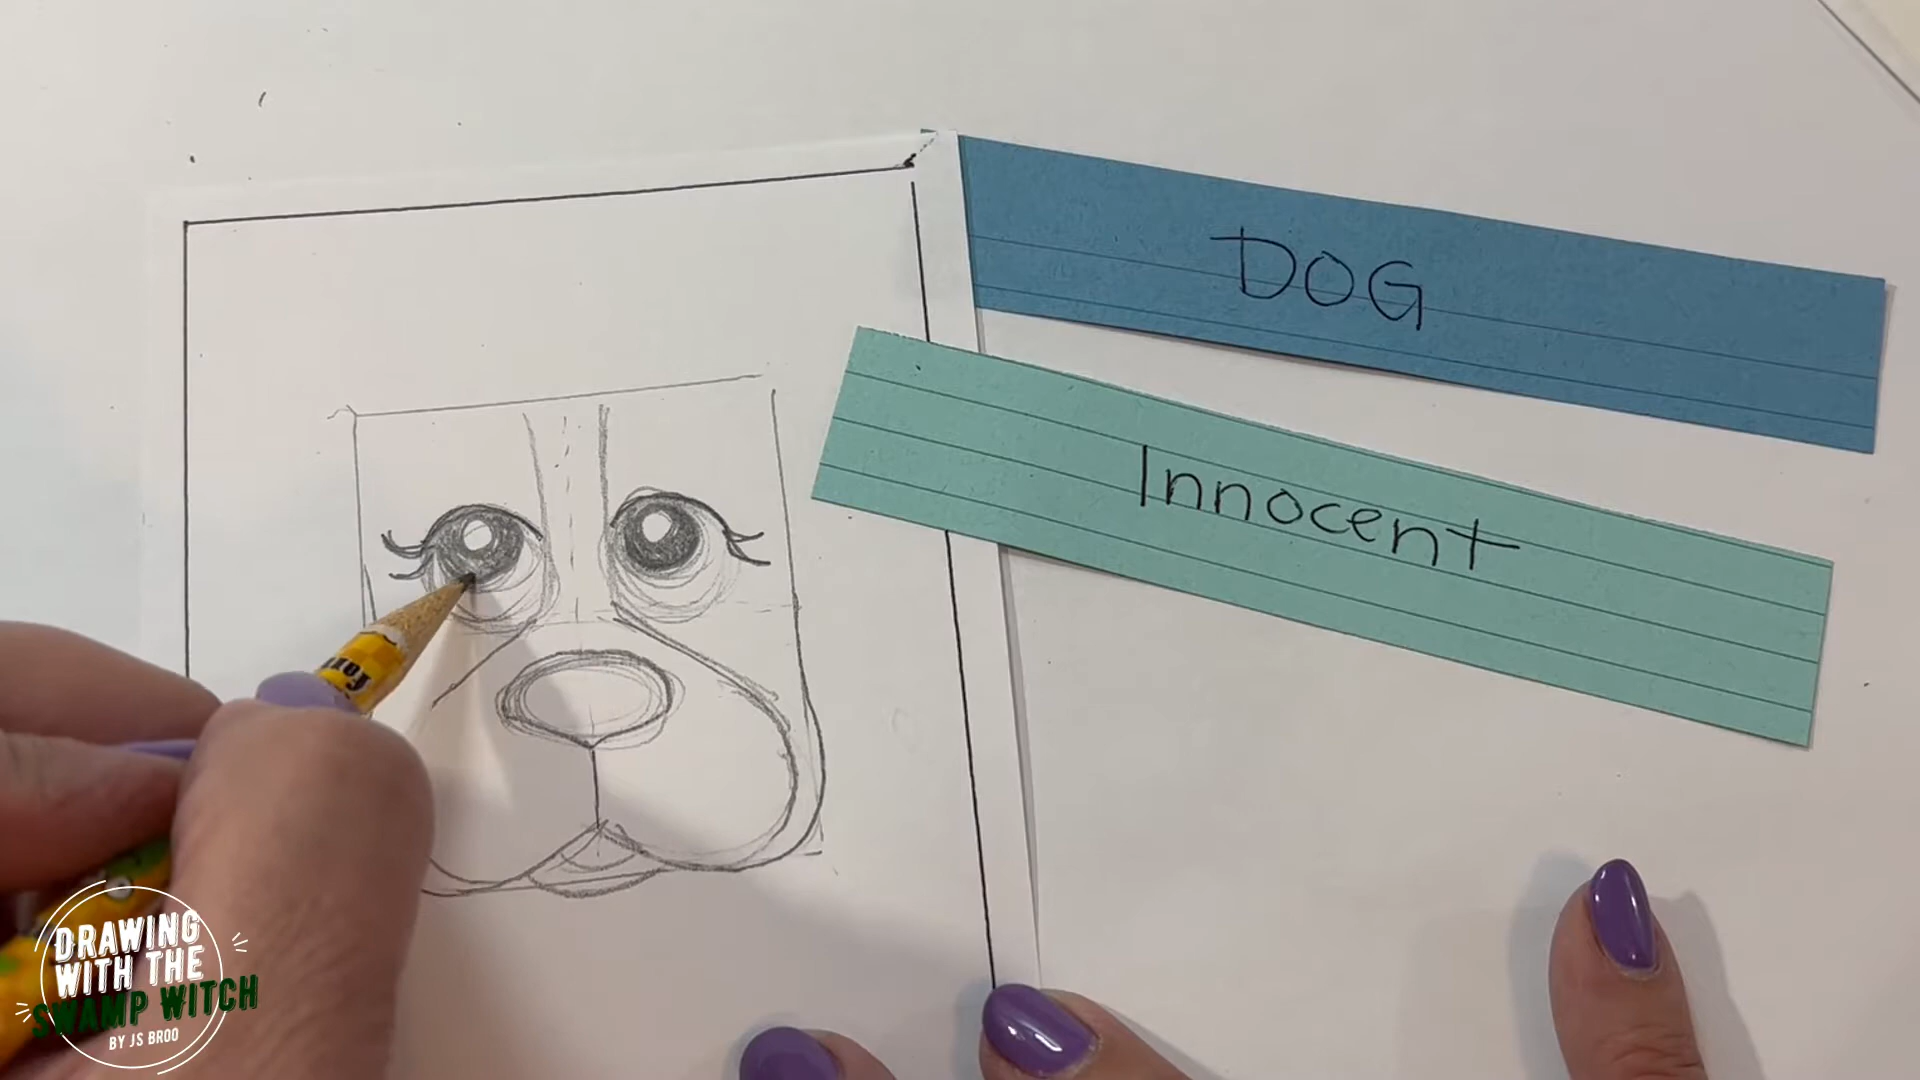 DOG
Innocent
DRAWING
WITH THE
SWAMP WITCH
BY JS BROO